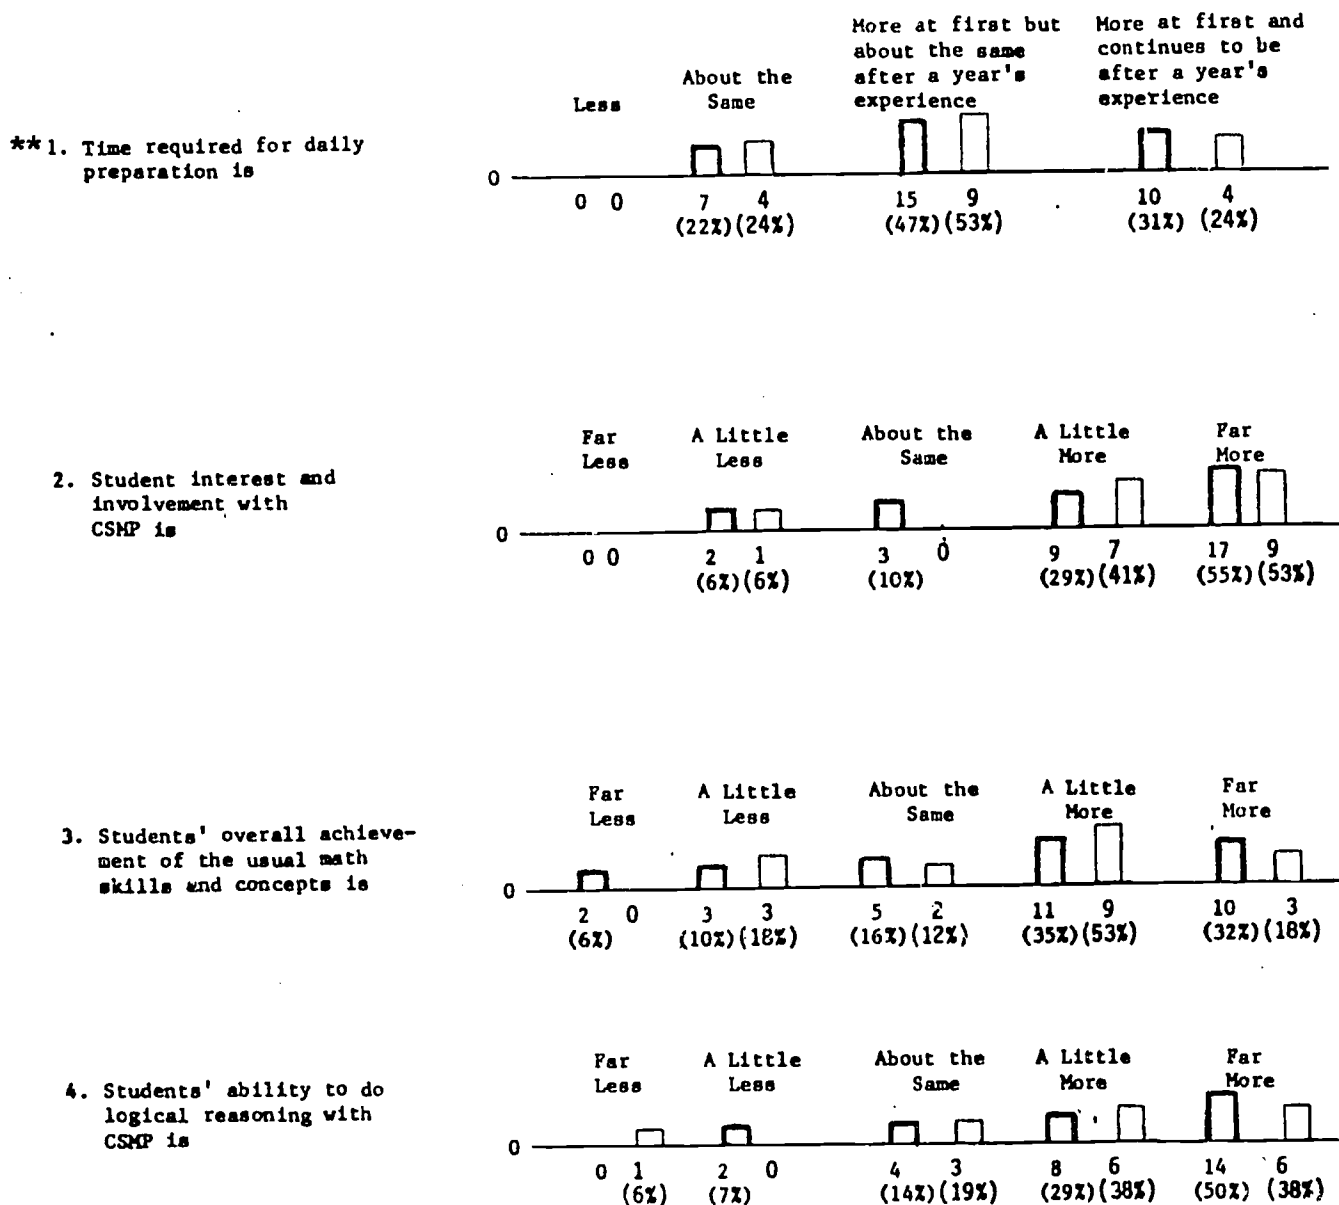 More at first but More at first and
about the same continues to be
About the after a year's after a year's
Less Same experience experience
**1. Time required for daily
preparation is
0
0 0 7 4 15 9 10 4
(22%)(24%) (47%)(53%) (31%) (24%)
Far A Little About the A Little Far
Less Less Same More More
2. Student interest and
involvement with
CSMP is
0
0 0 2 1 3 0 9 7 17 9
(6%)(6%) (10%) (29%)(41%) (55%)(53%)
Far A Little About the A Little Far
Less Less Same More More
3. Students' overall achieve-
ment of the usual math
skills and concepts is
0
2 0 3 3 5 2 11 9 10 3
(6%) (10%)(18%) (16%)(12%) (35%)(53%) (32%)(18%)
Far A Little About the A Little Far
Less Less Same More More
4. Students' ability to do
logical reasoning with
CSMP is
0
0 1 2 0 4 3 8 6 14 6
(6%) (7%) (14%)(19%) (29%)(38%) (50%) (38%)